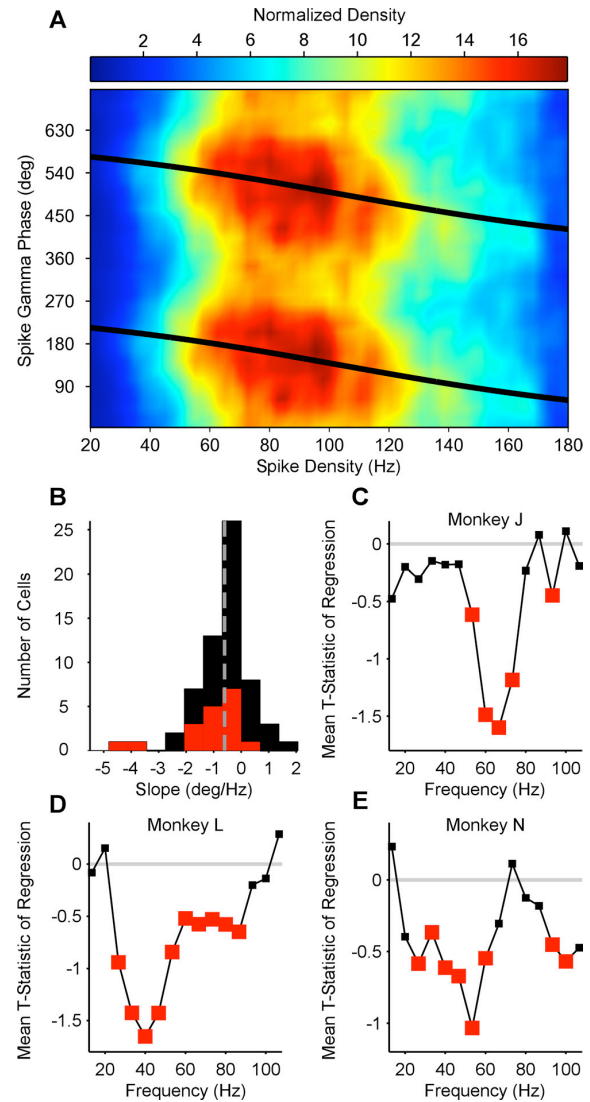 A
Normalized Density
2 4 6 8 10 12 14 16
Spike Gamma Phase (deg)
630
540
450
360
270
180
90
20 40 60 80 100 120 140 160 180
Spike Density (Hz)
B
Number of Cells
25
20
15
10
5
0
-5 -4 -3 -2 -1 0 1 2
Slope (deg/Hz)
C
Monkey J
Mean T-Statistic of Regression
0
-0.5
-1
-1.5
20 40 60 80 100
Frequency (Hz)
D
Monkey L
Mean T-Statistic of Regression
0
-0.5
-1
-1.5
20 40 60 80 100
Frequency (Hz)
E
Monkey N
Mean T-Statistic of Regression
0
-0.5
-1
20 40 60 80 100
Frequency (Hz)